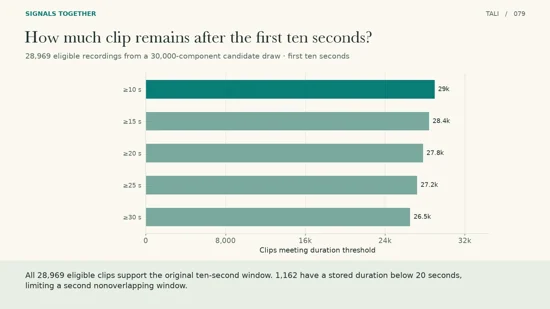 SIGNALS TOGETHER
TALI / 079
How much clip remains after the first ten seconds?
28,969 eligible recordings from a 30,000-component candidate draw · first ten seconds
≥10 s
29k
≥15 s
28.4k
≥20 s
27.8k
≥25 s
27.2k
≥30 s
26.5k
0
8,000
16k
24k
32k
Clips meeting duration threshold
All 28,969 eligible clips support the original ten-second window. 1,162 have a stored duration below 20 seconds,
limiting a second nonoverlapping window.